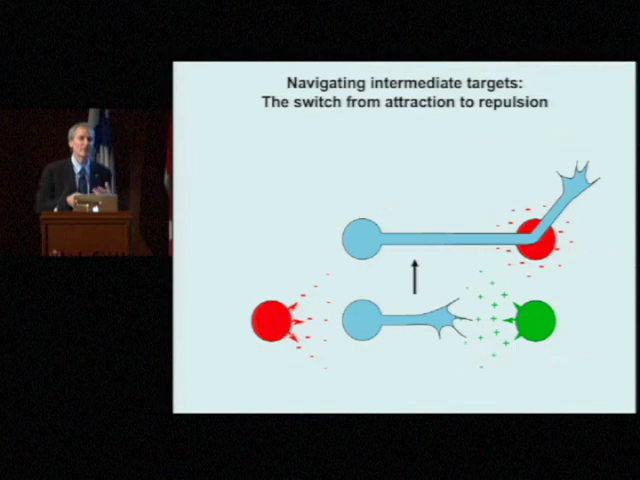 Navigating intermediate targets:
The switch from attraction to repulsion